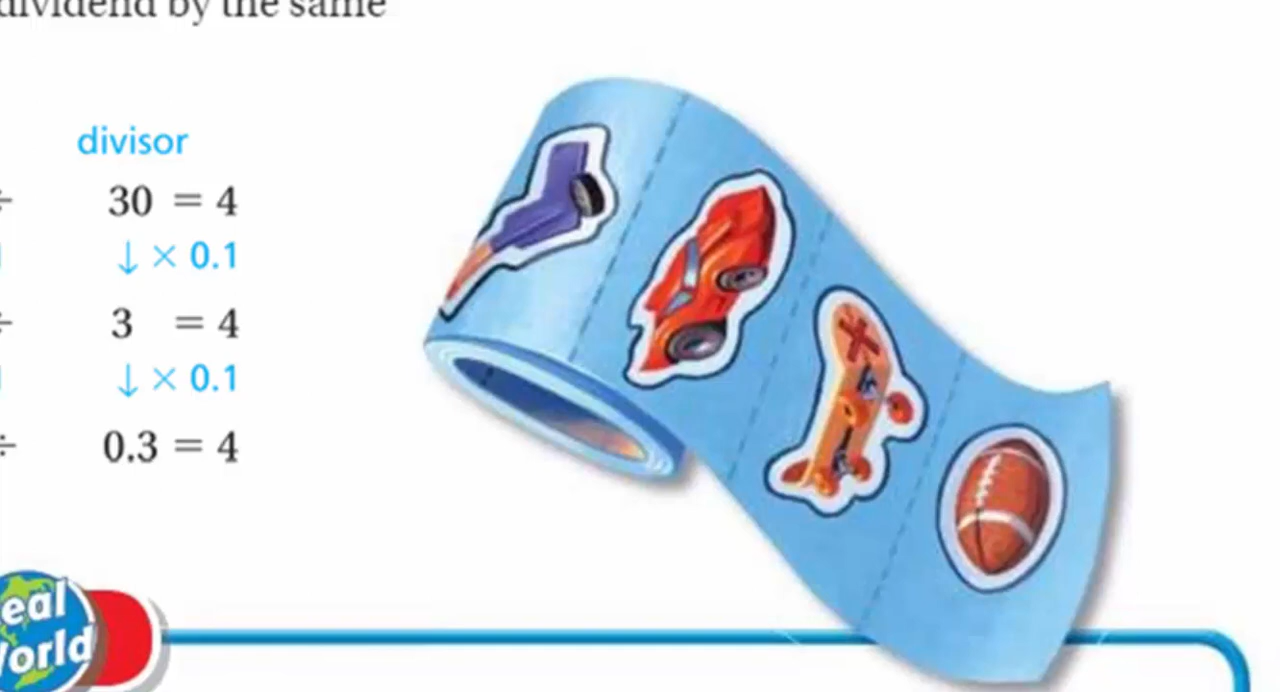 dividend by the same
divisor
÷ 30 = 4
↓ × 0.1
÷ 3 = 4
↓ × 0.1
÷ 0.3 = 4
eal
orld